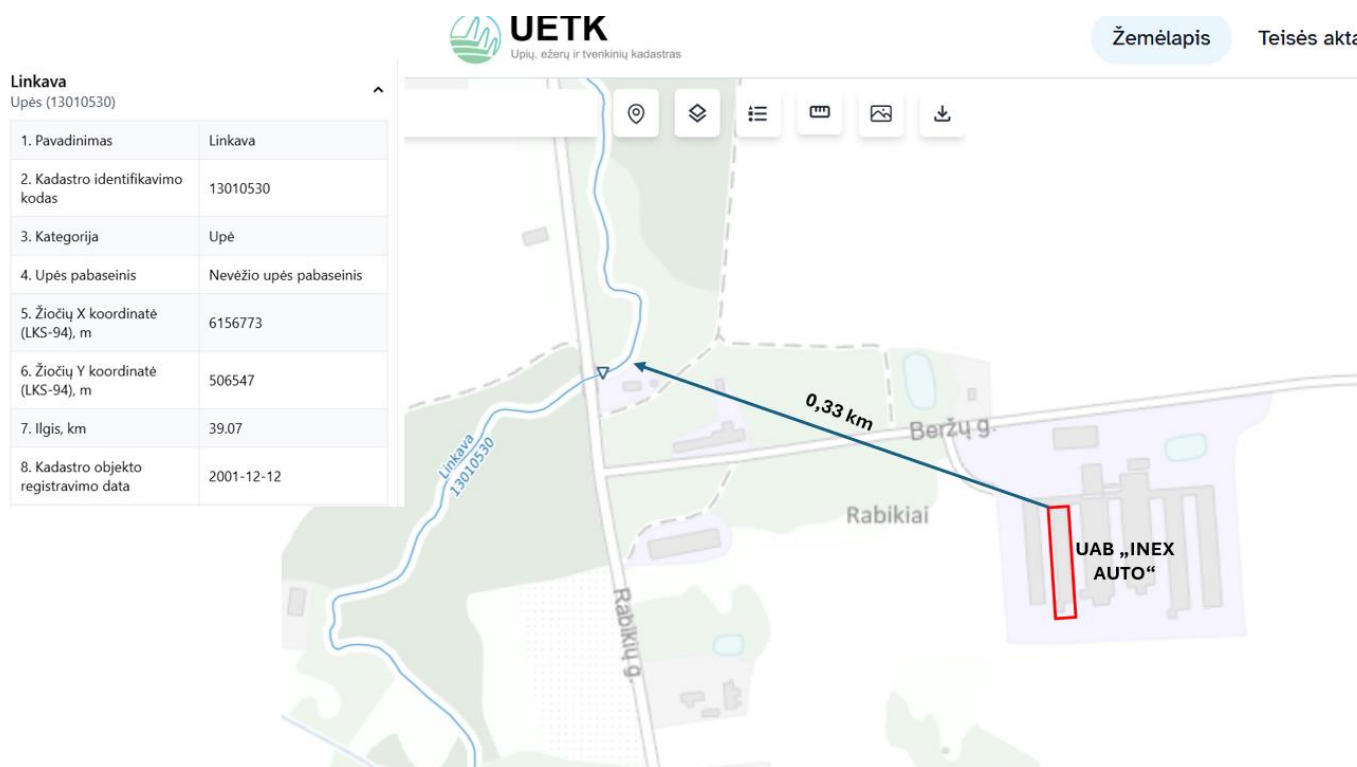 UETK
Upių, ežerų ir tvenkinių kadastras
Žemėlapis
Teisės akta
Linkava
Upės (13010530)
1. Pavadinimas
Linkava
2. Kadastro identifikavimo
kodas
13010530
3. Kategorija
Upė
4. Upės pabaseinis
Nevėžio upės pabaseinis
5. Žiočių X koordinatė
(LKS-94), m
6156773
6. Žiočių Y koordinatė
(LKS-94), m
506547
7. Ilgis, km
39.07
8. Kadastro objekto
registravimo data
2001-12-12
0,33 km
Beržų g.
Linkava
13010530
Rabikiai
UAB „INEX
AUTO“
Rabikių g.